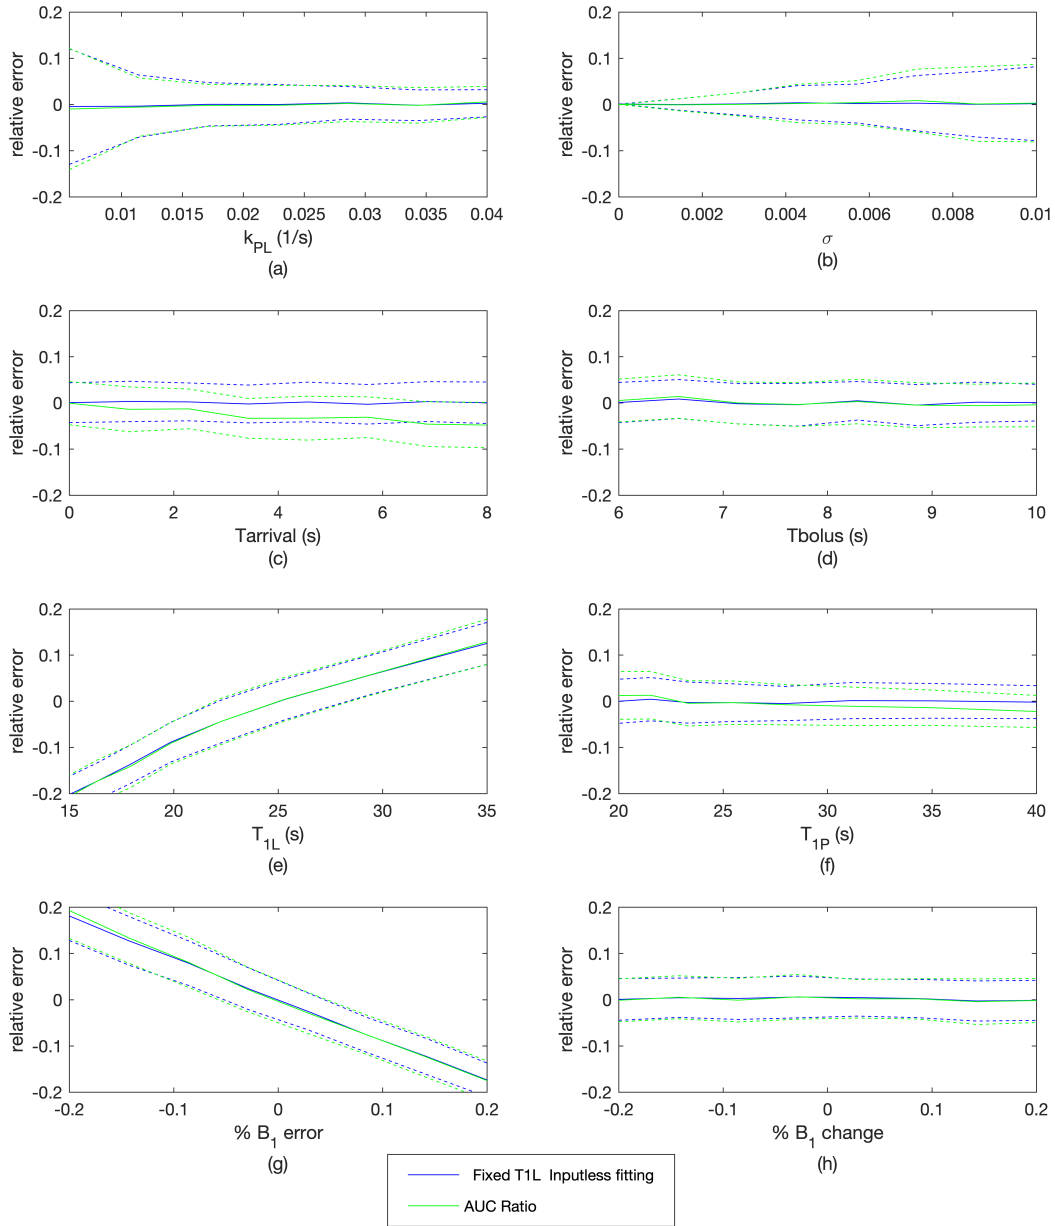 0.2
0.1
0
-0.1
-0.2
relative error
0.01 0.015 0.02 0.025 0.03 0.035 0.04
k_PL (1/s)
(a)
0.2
0.1
0
-0.1
-0.2
relative error
0 0.002 0.004 0.006 0.008 0.01
σ
(b)
0.2
0.1
0
-0.1
-0.2
relative error
0 2 4 6 8
Tarrival (s)
(c)
0.2
0.1
0
-0.1
-0.2
relative error
6 7 8 9 10
Tbolus (s)
(d)
0.2
0.1
0
-0.1
-0.2
relative error
15 20 25 30 35
T_1L (s)
(e)
0.2
0.1
0
-0.1
-0.2
relative error
20 25 30 35 40
T_1P (s)
(f)
0.2
0.1
0
-0.1
-0.2
relative error
-0.2 -0.1 0 0.1 0.2
% B_1 error
(g)
0.2
0.1
0
-0.1
-0.2
relative error
-0.2 -0.1 0 0.1 0.2
% B_1 change
(h)
Fixed T1L Inputless fitting
AUC Ratio